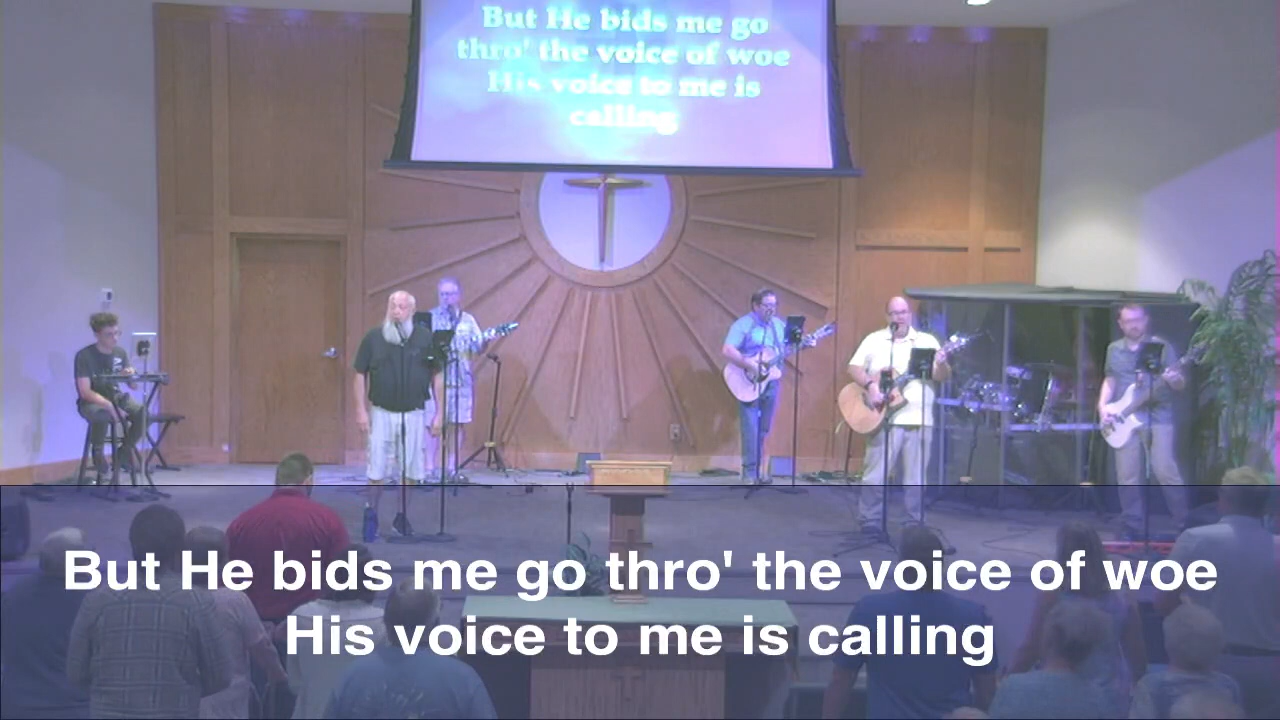 But He bids me go
thro' the voice of woe
His voice to me is
calling
But He bids me go thro' the voice of woe
His voice to me is calling